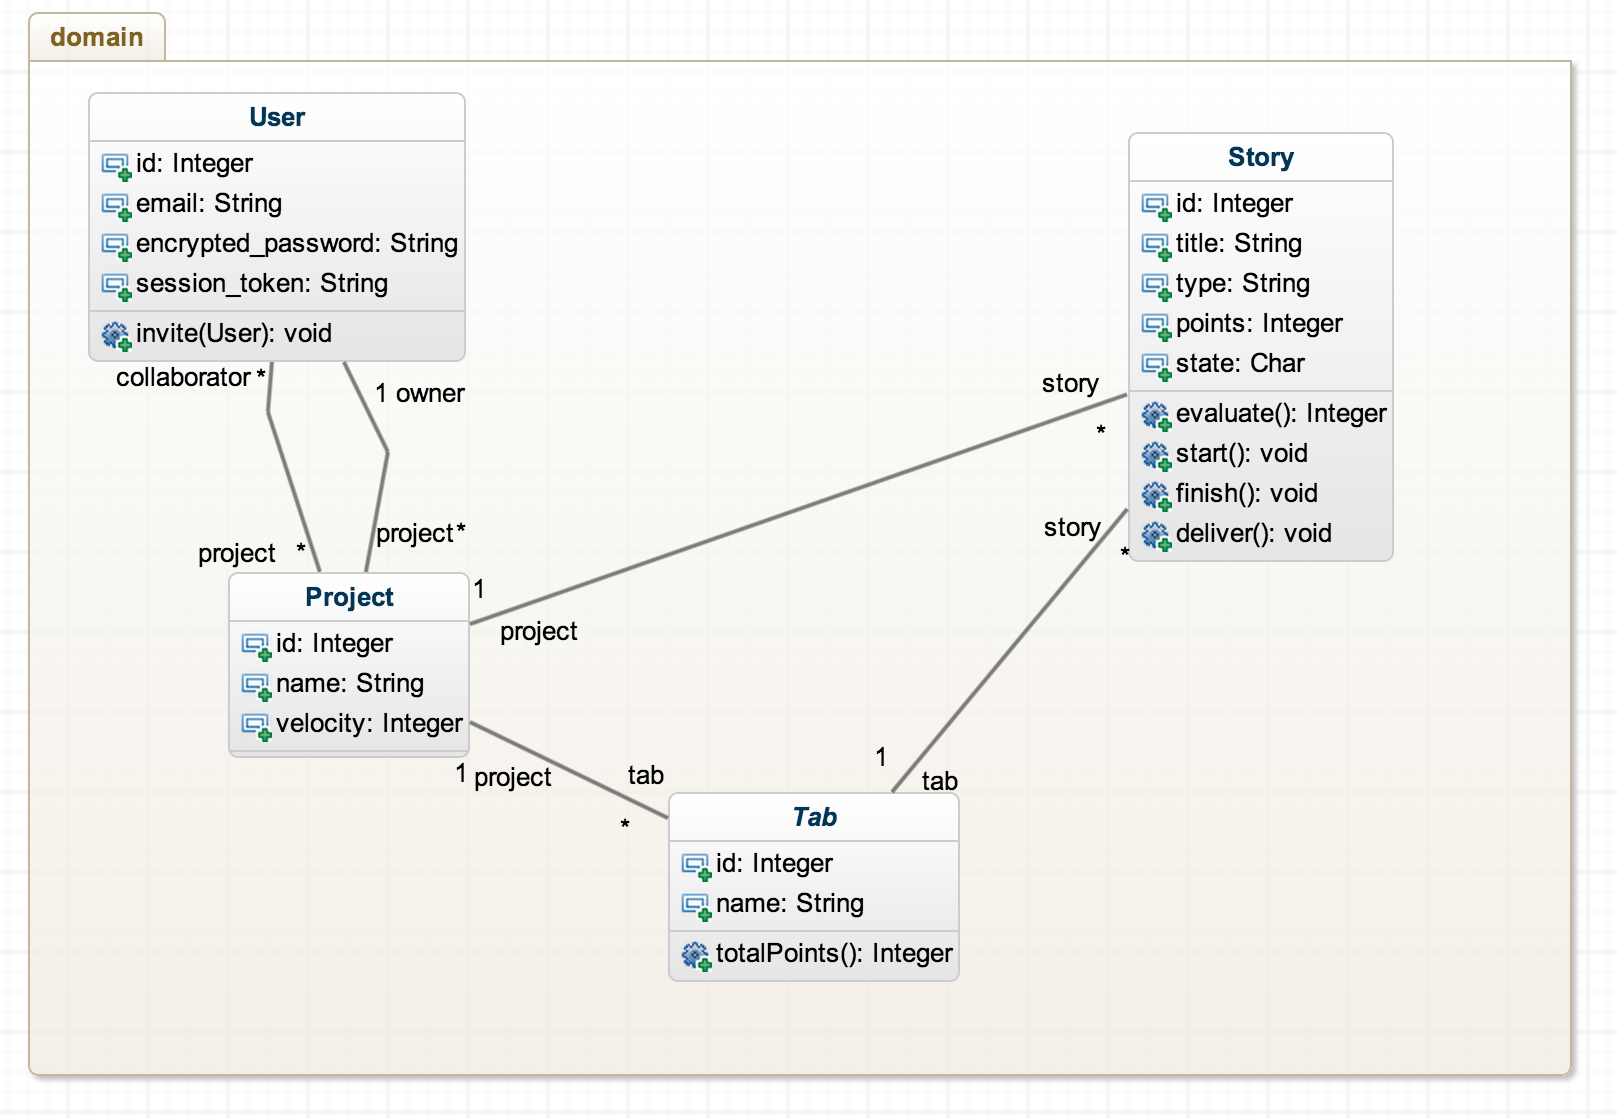 domain
User
id: Integer
email: String
encrypted_password: String
session_token: String
invite(User): void
collaborator *
1 owner
project *
project*
Story
id: Integer
title: String
type: String
points: Integer
state: Char
evaluate(): Integer
start(): void
finish(): void
deliver(): void
story
*
story
*
Project
id: Integer
name: String
velocity: Integer
1
project
1 project
tab
*
1
tab
Tab
id: Integer
name: String
totalPoints(): Integer